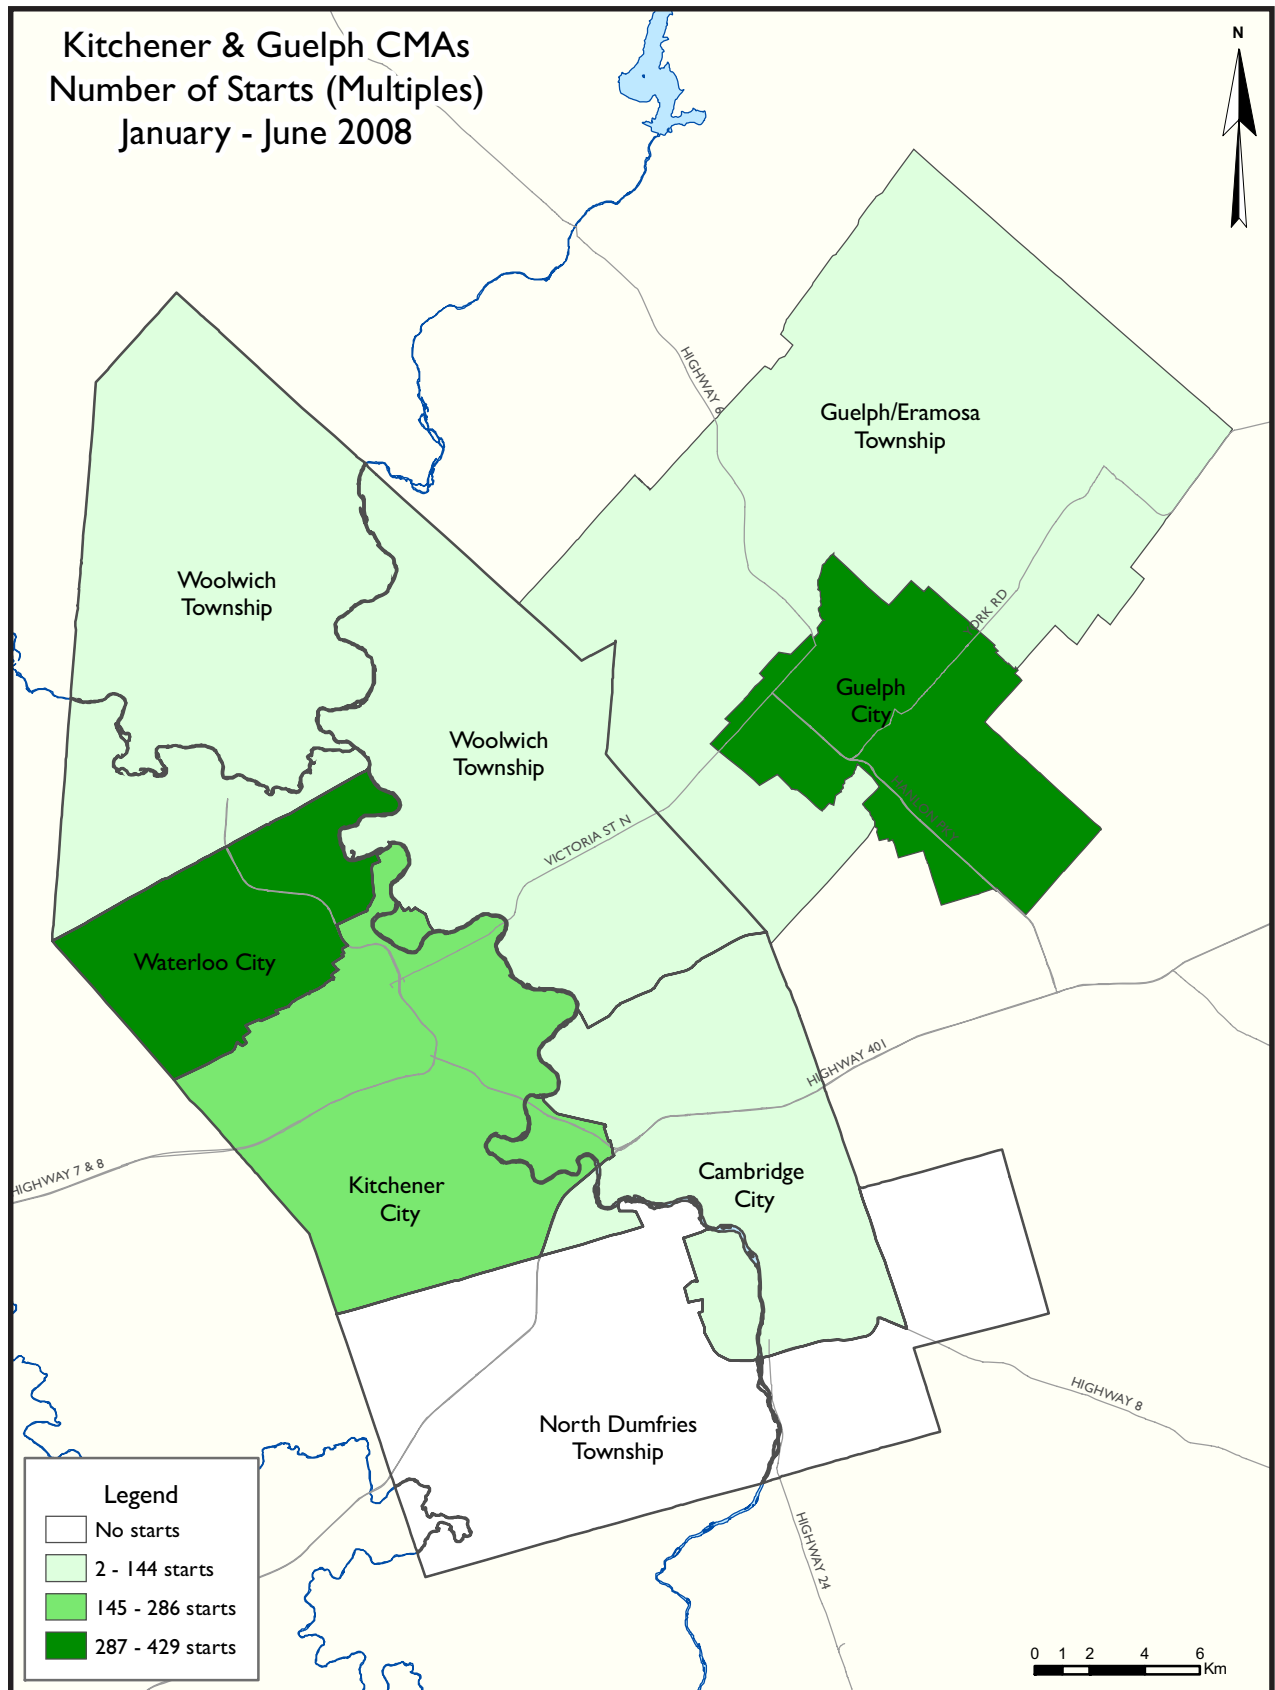 Kitchener & Guelph CMAs
Number of Starts (Multiples)
January - June 2008
N
HIGHWAY 6
Guelph/Eramosa
Township
Woolwich
Township
ORK RD
Guelph
City
Woolwich
Township
VICTORIA ST N
Waterloo City
HIGHWAY 401
HIGHWAY 7 & 8
Kitchener
City
Cambridge
City
HIGHWAY 8
North Dumfries
Township
HIGHWAY 24
Legend
No starts
2 - 144 starts
145 - 286 starts
287 - 429 starts
0 1 2 4 6
Km